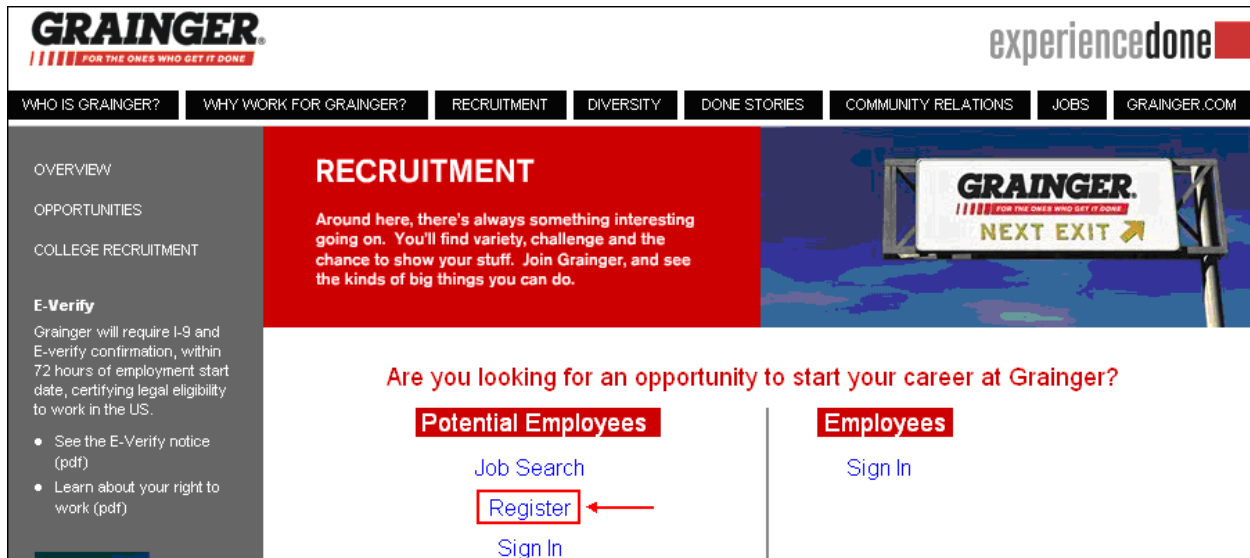 GRAINGER®
FOR THE ONES WHO GET IT DONE
experiencedone
WHO IS GRAINGER?
WHY WORK FOR GRAINGER?
RECRUITMENT
DIVERSITY
DONE STORIES
COMMUNITY RELATIONS
JOBS
GRAINGER.COM
OVERVIEW
OPPORTUNITIES
COLLEGE RECRUITMENT
E-Verify
Grainger will require I-9 and
E-verify confirmation, within
72 hours of employment start
date, certifying legal eligibility
to work in the US.
• See the E-Verify notice
(pdf)
• Learn about your right to
work (pdf)
RECRUITMENT
Around here, there's always something interesting
going on. You'll find variety, challenge and the
chance to show your stuff. Join Grainger, and see
the kinds of big things you can do.
GRAINGER.
FOR THE ONES WHO GET IT DONE
NEXT EXIT
Are you looking for an opportunity to start your career at Grainger?
Potential Employees
Job Search
Register
Sign In
Employees
Sign In